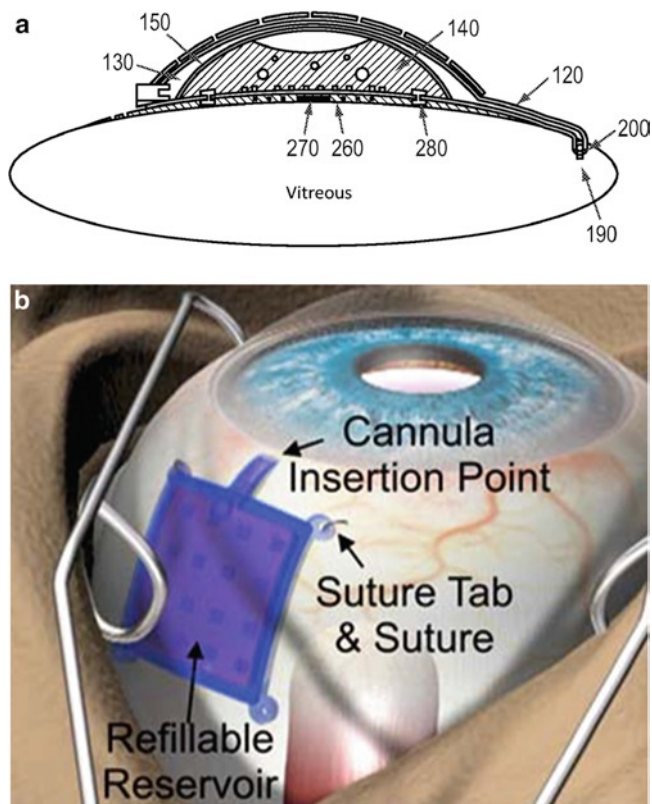 a
150
140
130
120
200
270
260
280
190
Vitreous
b
Cannula
Insertion Point
Suture Tab
& Suture
Refillable
Reservoir